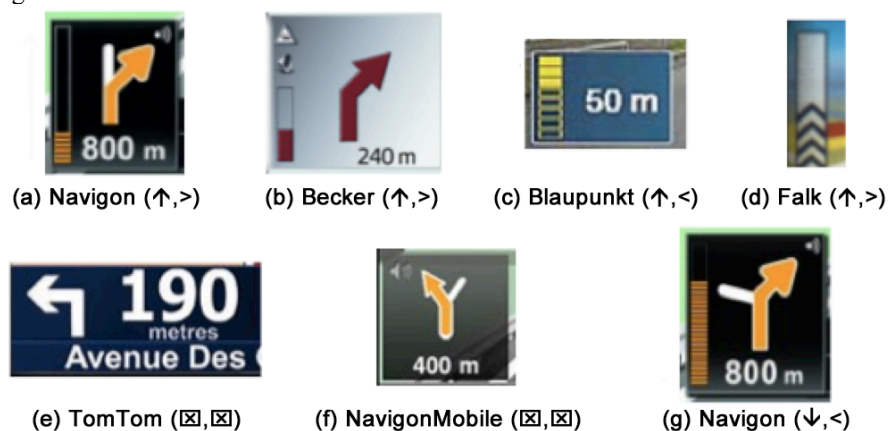 800 m
240 m
50 m
(a) Navigon (↑,>)
(b) Becker (↑,>)
(c) Blaupunkt (↑,<)
(d) Falk (↑,>)
190
metres
Avenue Des
400 m
800 m
(e) TomTom (☒,☒)
(f) NavigonMobile (☒,☒)
(g) Navigon (↓,<)